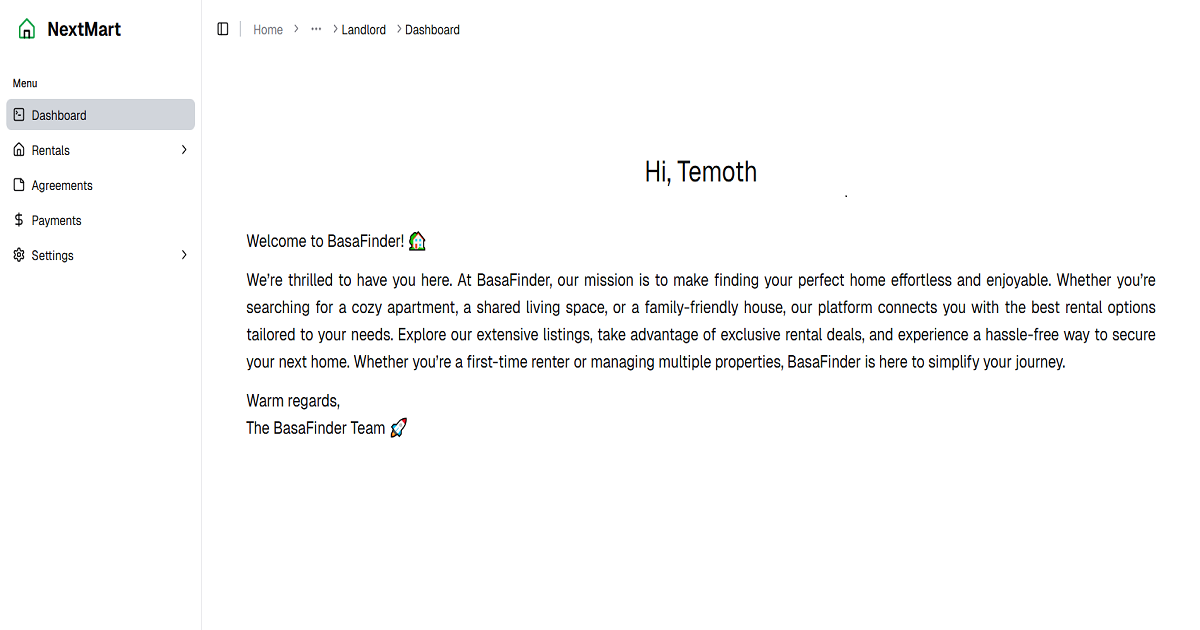 NextMart
Home > ··· > Landlord > Dashboard
Menu
Dashboard
Rentals
Agreements
Payments
Settings
Hi, Temoth
.
Welcome to BasaFinder! 🏠
We’re thrilled to have you here. At BasaFinder, our mission is to make finding your perfect home effortless and enjoyable. Whether you’re
searching for a cozy apartment, a shared living space, or a family-friendly house, our platform connects you with the best rental options
tailored to your needs. Explore our extensive listings, take advantage of exclusive rental deals, and experience a hassle-free way to secure
your next home. Whether you’re a first-time renter or managing multiple properties, BasaFinder is here to simplify your journey.
Warm regards,
The BasaFinder Team 🚀